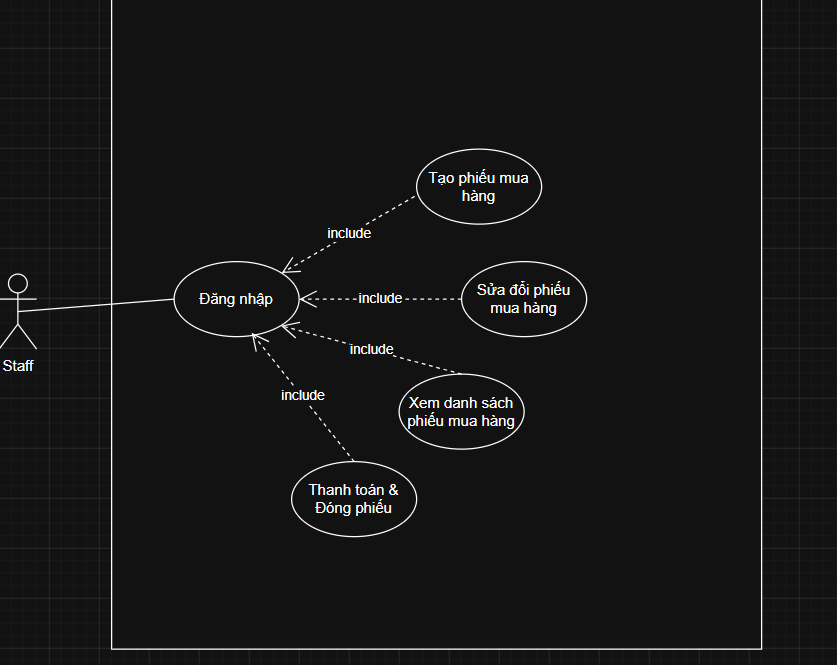 Tạo phiếu mua
hàng
include
Đăng nhập
include
Sửa đổi phiếu
mua hàng
include
Staff
include
Xem danh sách
phiếu mua hàng
Thanh toán &
Đóng phiếu